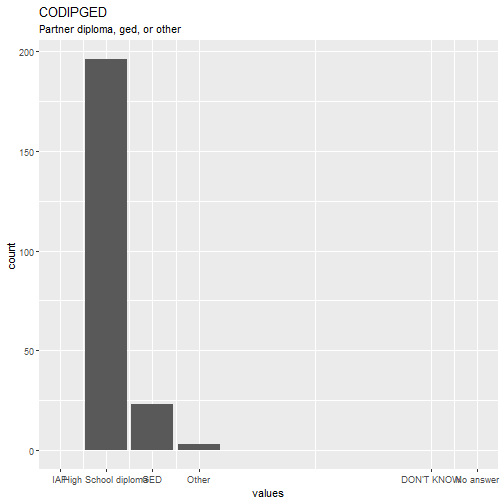 CODIPGED
Partner diploma, ged, or other
200
150
100
50
0
count
IAP High School diploma GED Other DON'T KNOW No answer
values